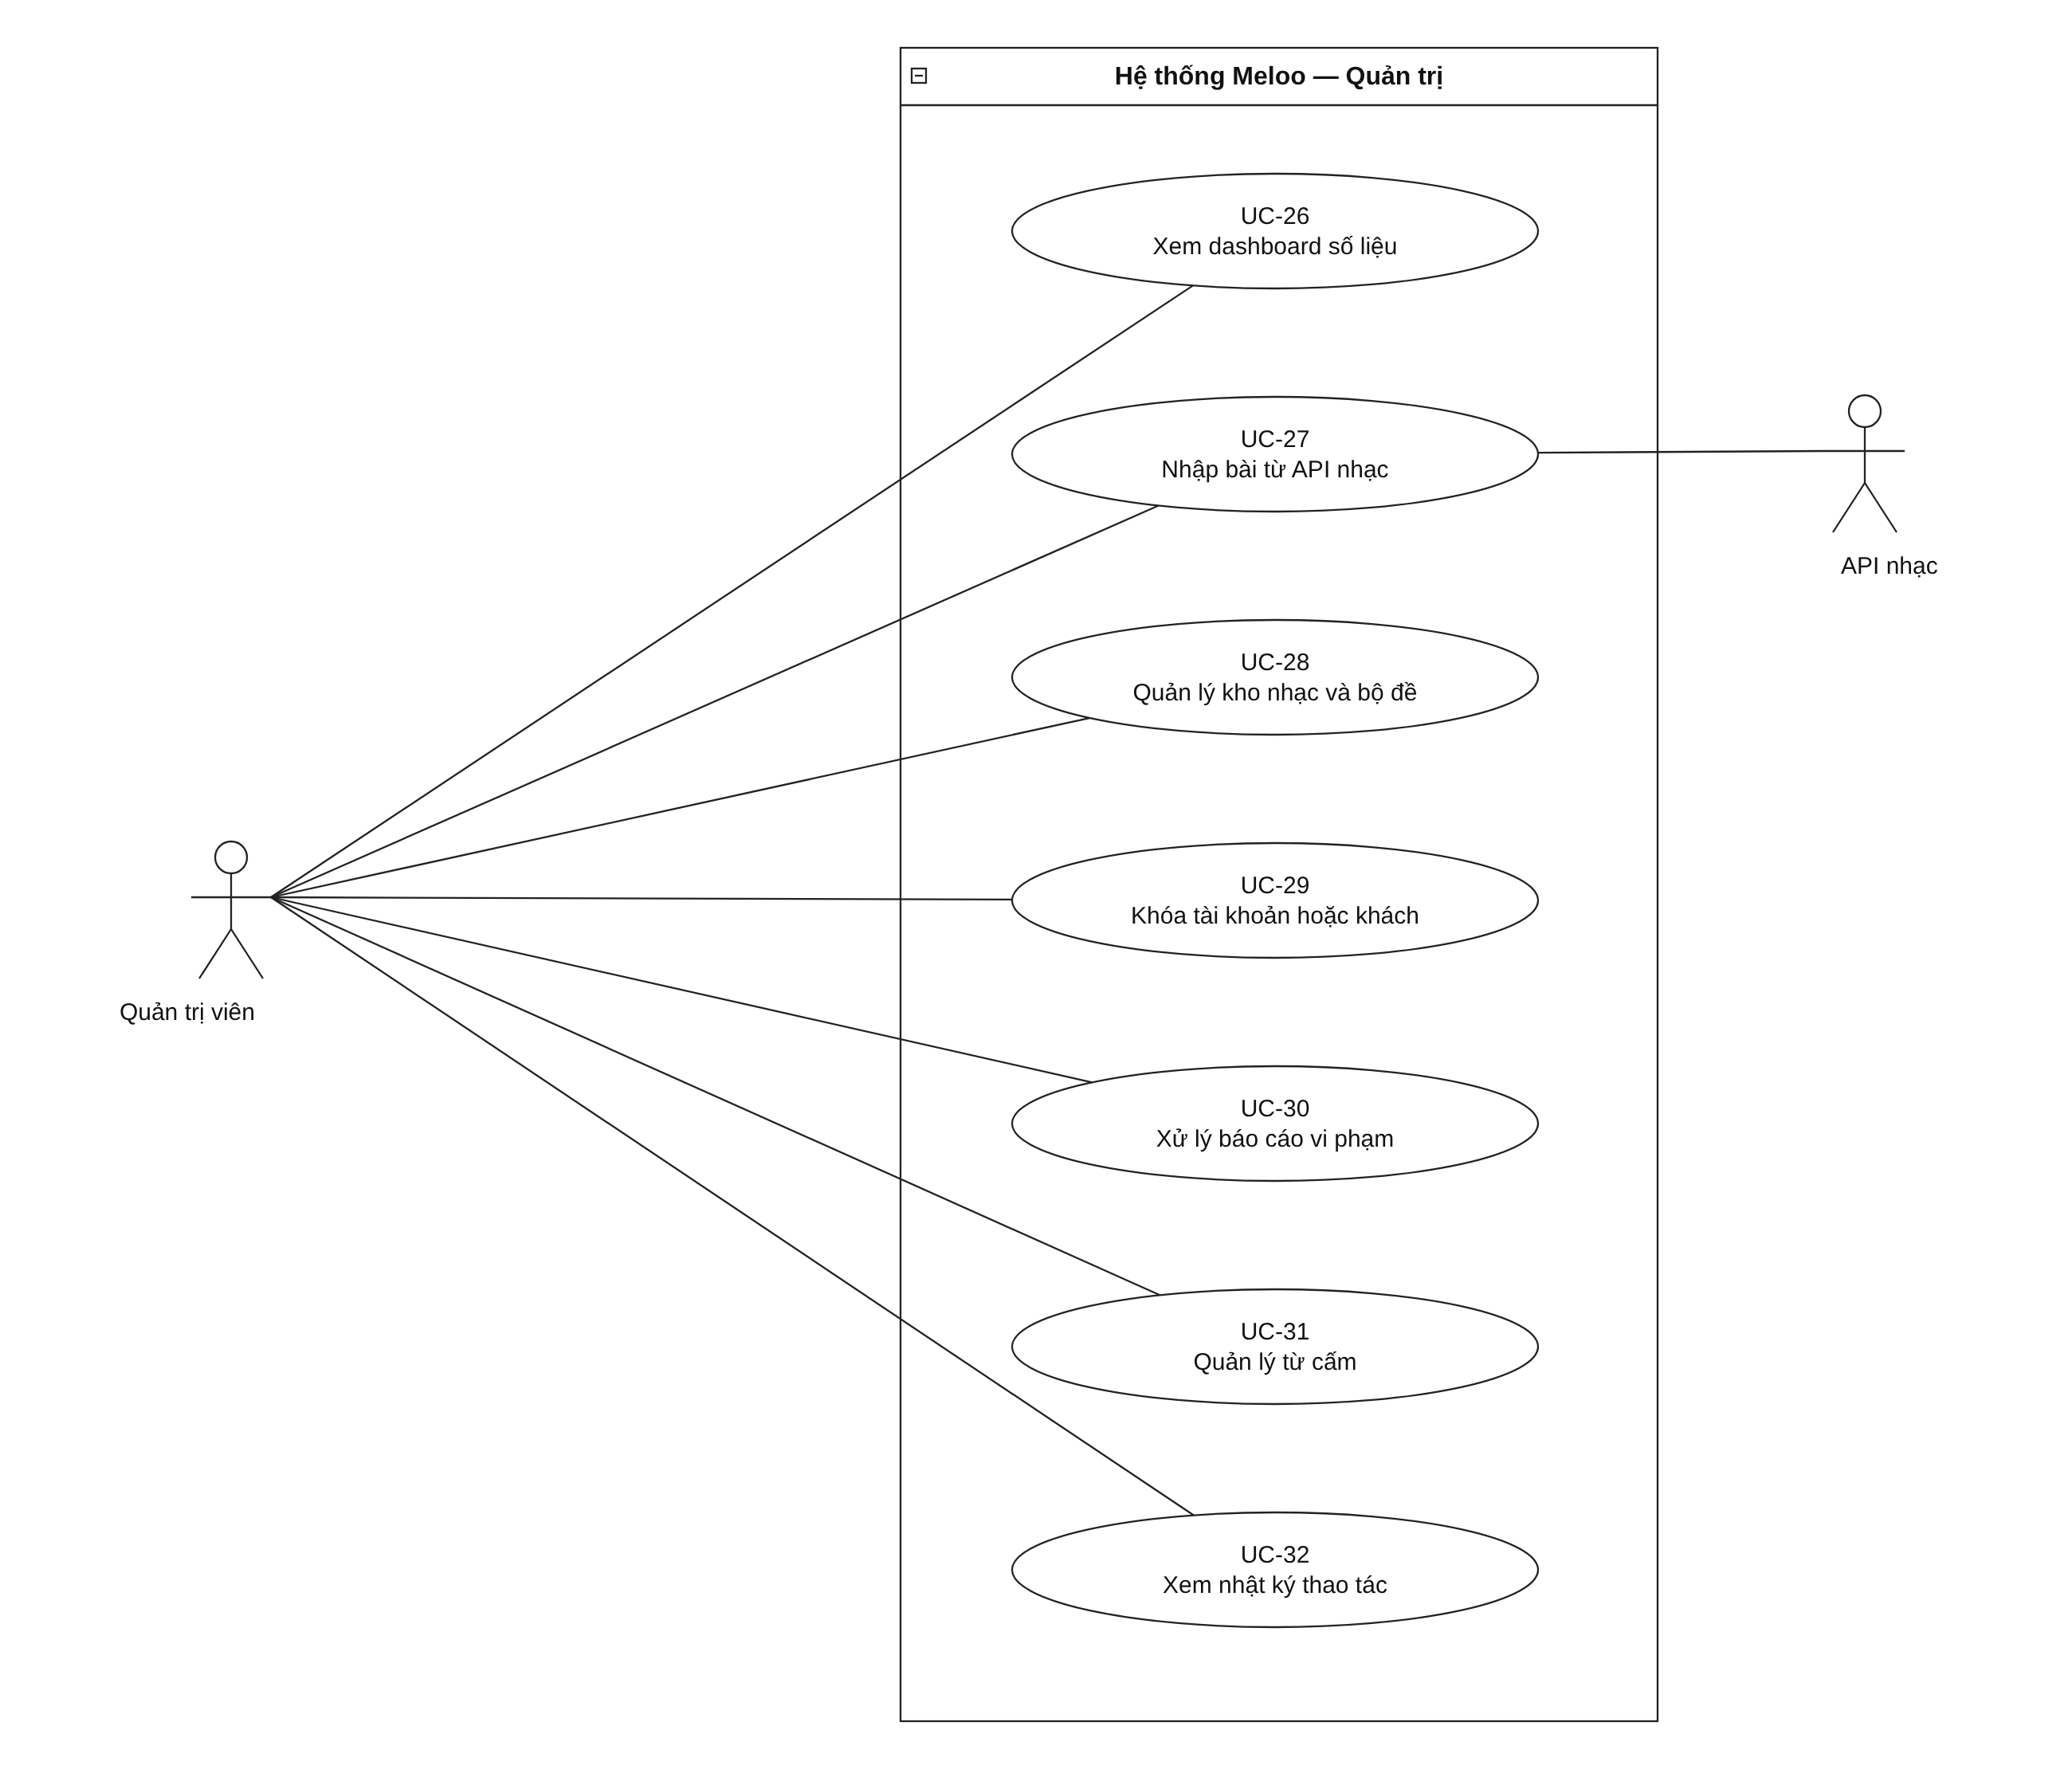 Hệ thống Meloo — Quản trị
UC-26
Xem dashboard số liệu
UC-27
Nhập bài từ API nhạc
API nhạc
UC-28
Quản lý kho nhạc và bộ đề
UC-29
Khóa tài khoản hoặc khách
Quản trị viên
UC-30
Xử lý báo cáo vi phạm
UC-31
Quản lý từ cấm
UC-32
Xem nhật ký thao tác